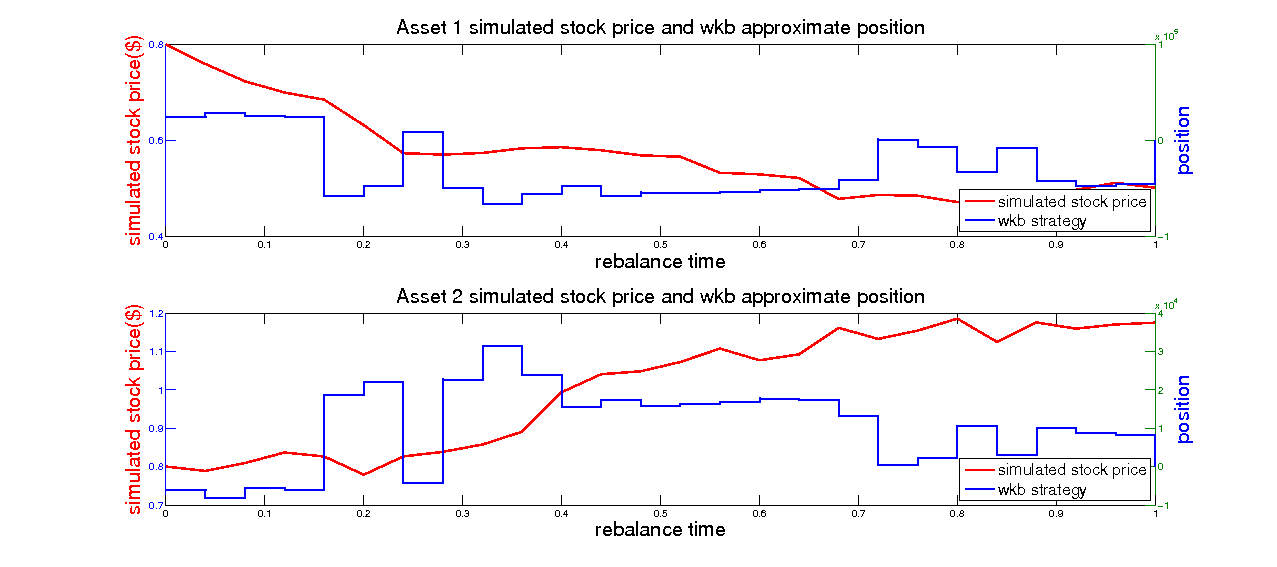 Asset 1 simulated stock price and wkb approximate position
x 10^5
simulated stock price($)
0.8
0.6
0.4
1
0
-1
position
simulated stock price
wkb strategy
0 0.1 0.2 0.3 0.4 0.5 0.6 0.7 0.8 0.9 1
rebalance time
Asset 2 simulated stock price and wkb approximate position
x 10^4
simulated stock price($)
1.2
1.1
1
0.9
0.8
0.7
4
3
2
1
0
-1
position
simulated stock price
wkb strategy
0 0.1 0.2 0.3 0.4 0.5 0.6 0.7 0.8 0.9 1
rebalance time